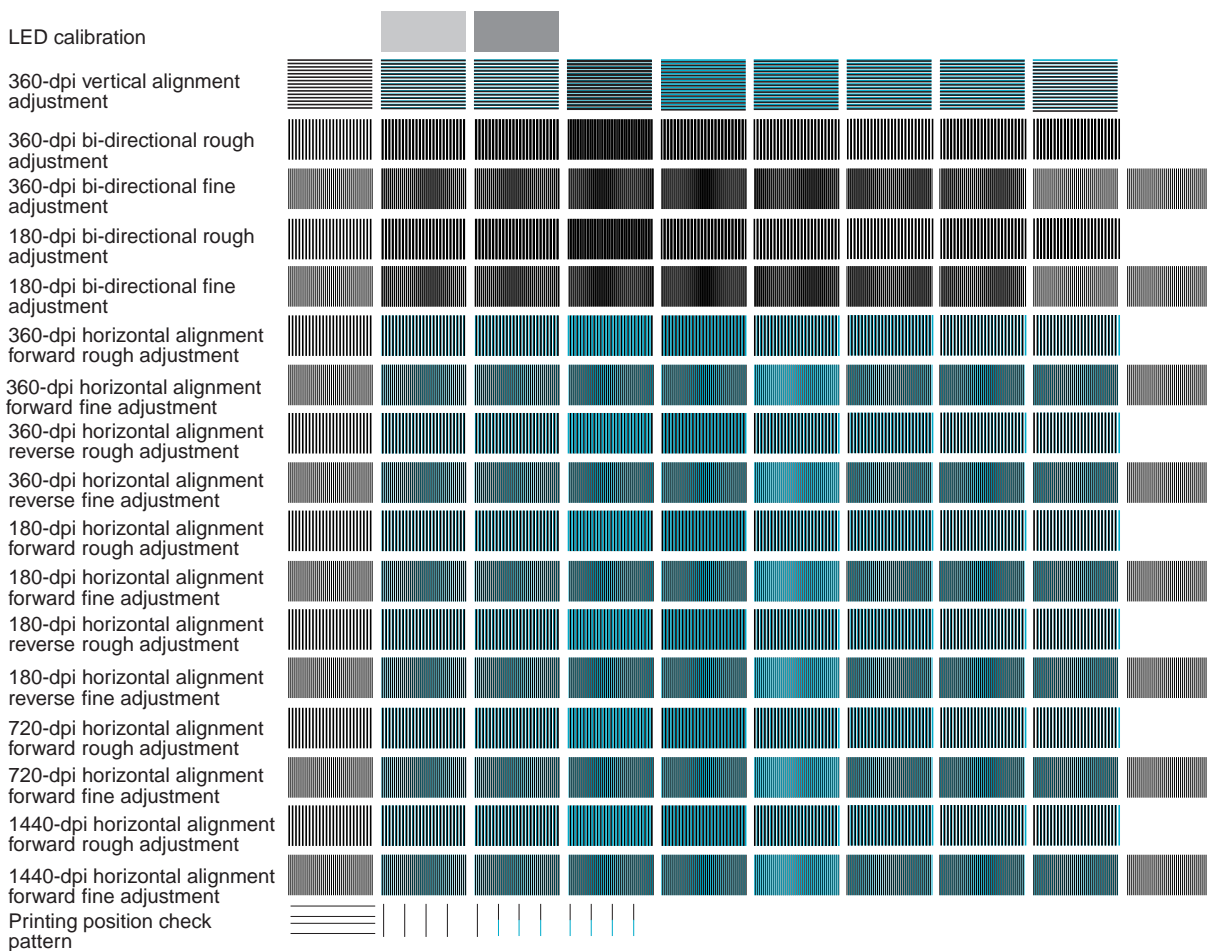 LED calibration
360-dpi vertical alignment
adjustment
360-dpi bi-directional rough
adjustment
360-dpi bi-directional fine
adjustment
180-dpi bi-directional rough
adjustment
180-dpi bi-directional fine
adjustment
360-dpi horizontal alignment
forward rough adjustment
360-dpi horizontal alignment
forward fine adjustment
360-dpi horizontal alignment
reverse rough adjustment
360-dpi horizontal alignment
reverse fine adjustment
180-dpi horizontal alignment
forward rough adjustment
180-dpi horizontal alignment
forward fine adjustment
180-dpi horizontal alignment
reverse rough adjustment
180-dpi horizontal alignment
reverse fine adjustment
720-dpi horizontal alignment
forward rough adjustment
720-dpi horizontal alignment
forward fine adjustment
1440-dpi horizontal alignment
forward rough adjustment
1440-dpi horizontal alignment
forward fine adjustment
Printing position check
pattern